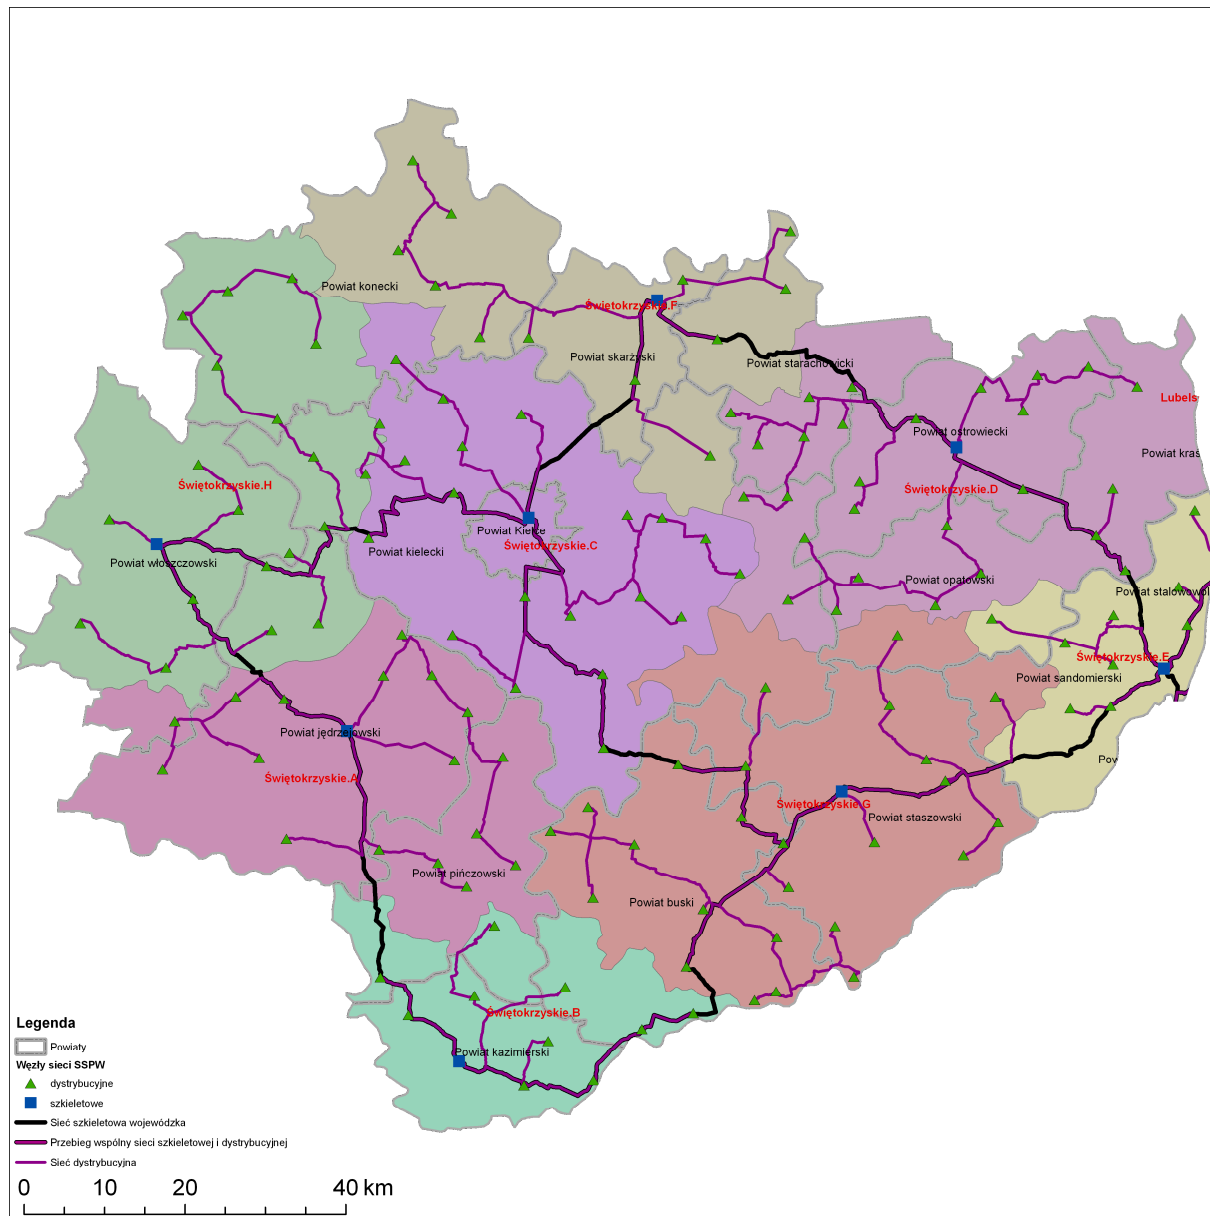 Powiat konecki
Świętokrzyskie.F
Powiat skarżyski
Powiat starachowicki
Lubels
Powiat ostrowiecki
Powiat kras
Świętokrzyskie.H
Świętokrzyskie.D
Powiat Kielce
Świętokrzyskie.C
Powiat kielecki
Powiat włoszczowski
Powiat opatowski
Powiat stalowowol
Świętokrzyskie.E
Powiat sandomierski
Powiat jędrzejowski
Pow
Świętokrzyskie.A
Świętokrzyskie.G
Powiat staszowski
Powiat pińczowski
Powiat buski
Świętokrzyskie.B
Powiat kazimierski
Legenda
Powiaty
Węzły sieci SSPW
dystrybucyjne
szkieletowe
Sieć szkieletowa wojewódzka
Przebieg wspólny sieci szkieletowej i dystrybucyjnej
Sieć dystrybucyjna
0 10 20 40 km